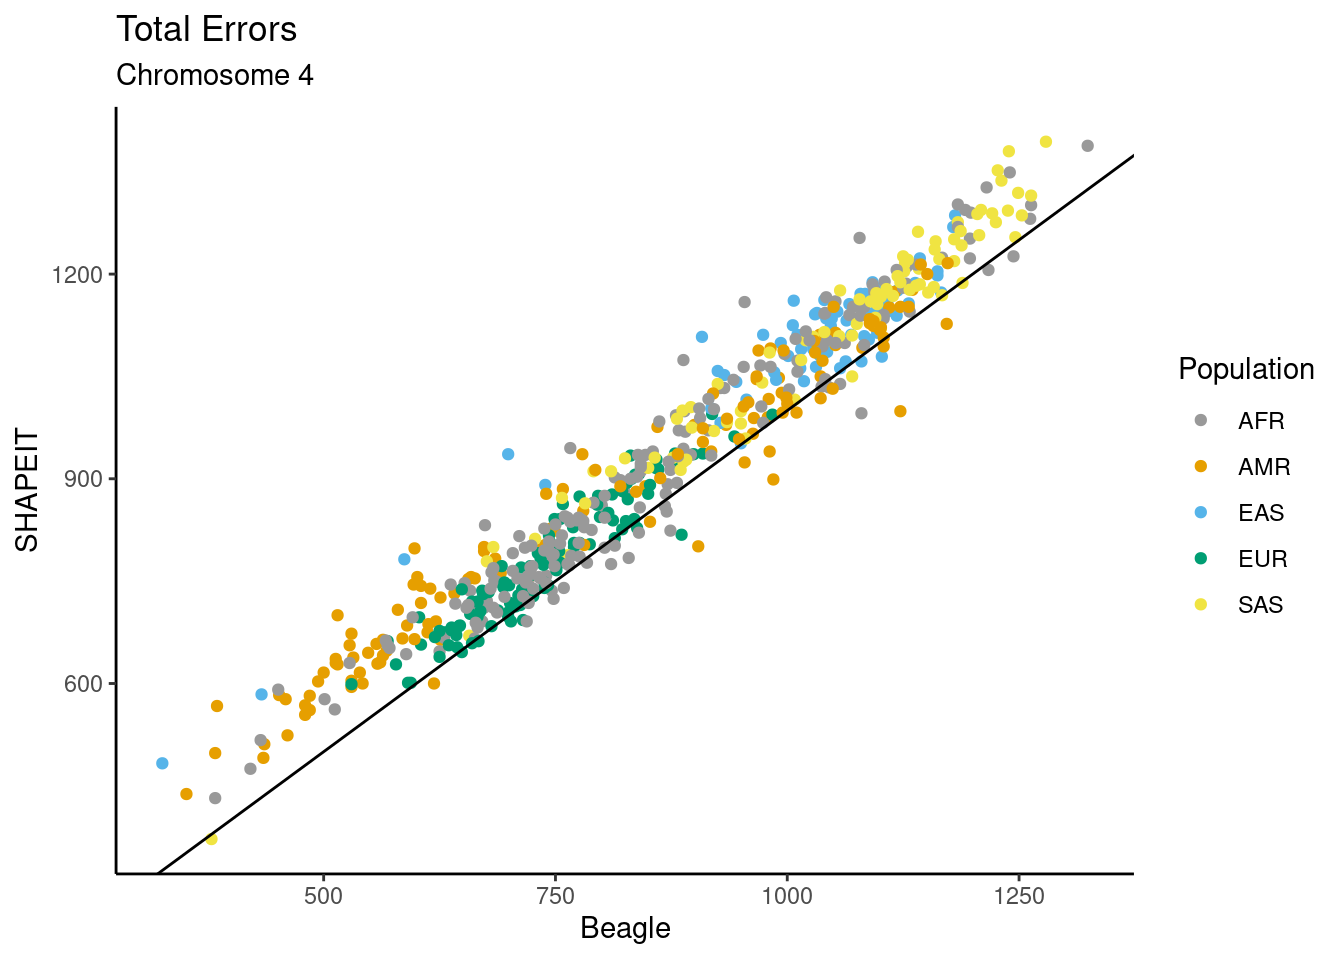 Total Errors
Chromosome 4
SHAPEIT
1200
900
600
500
750
1000
1250
Beagle
Population
AFR
AMR
EAS
EUR
SAS